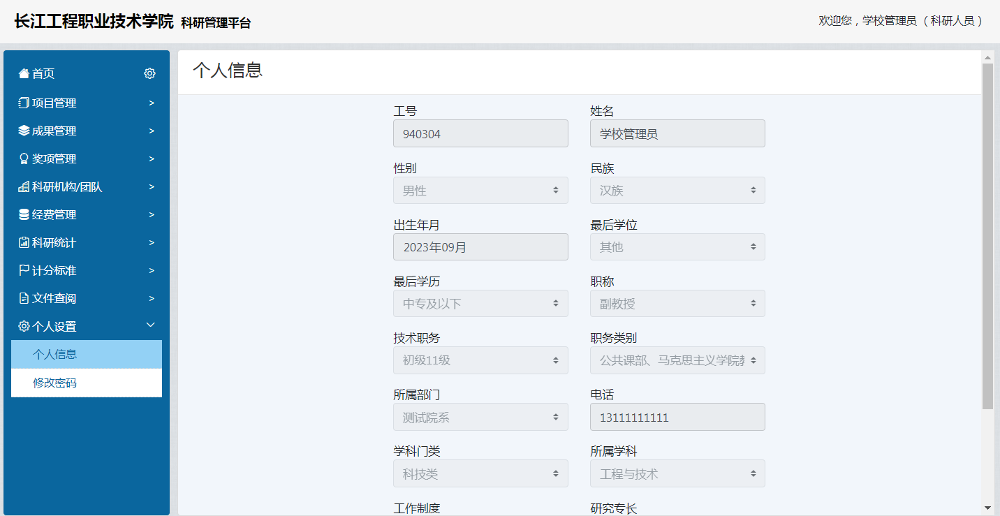 长江工程职业技术学院 科研管理平台
欢迎您，学校管理员（科研人员）
首页
项目管理 >
成果管理 >
奖项管理 >
科研机构/团队 >
经费管理 >
科研统计 >
计分标准 >
文件查阅 >
个人设置
个人信息
修改密码
个人信息
工号 姓名
940304 学校管理员
性别 民族
男性 汉族
出生年月 最后学位
2023年09月 其他
最后学历 职称
中专及以下 副教授
技术职务 职务类别
初级11级 公共课部、马克思主义学院
所属部门 电话
测试院系 13111111111
学科门类 所属学科
科技类 工程与技术
工作制度 研究专长